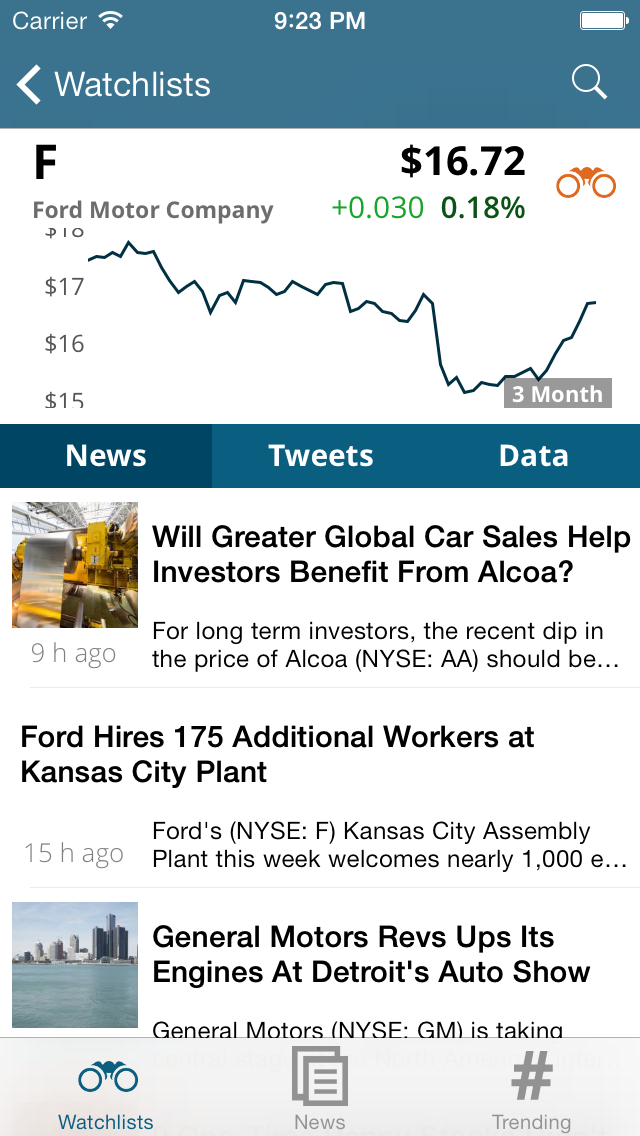 Carrier 9:23 PM
Watchlists
F
$16.72
Ford Motor Company
+0.030 0.18%
$18
$17
$16
$15
3 Month
News Tweets Data
Will Greater Global Car Sales Help
Investors Benefit From Alcoa?
For long term investors, the recent dip in
the price of Alcoa (NYSE: AA) should be…
9 h ago
Ford Hires 175 Additional Workers at
Kansas City Plant
Ford's (NYSE: F) Kansas City Assembly
Plant this week welcomes nearly 1,000 e…
15 h ago
General Motors Revs Ups Its
Engines At Detroit's Auto Show
General Motors (NYSE: GM) is taking
Watchlists News # Trending